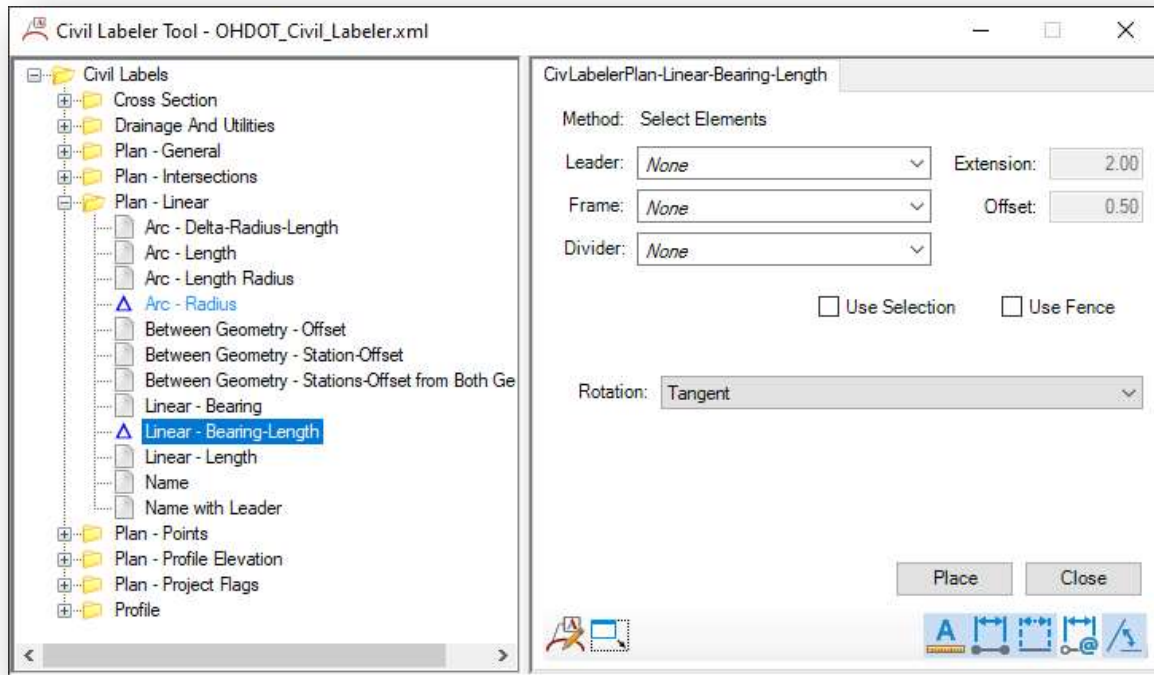 Civil Labeler Tool - OHDOT_Civil_Labeler.xml
Civil Labels
Cross Section
Drainage And Utilities
Plan - General
Plan - Intersections
Plan - Linear
Arc - Delta-Radius-Length
Arc - Length
Arc - Length Radius
Arc - Radius
Between Geometry - Offset
Between Geometry - Station-Offset
Between Geometry - Stations-Offset from Both Ge
Linear - Bearing
Linear - Bearing-Length
Linear - Length
Name
Name with Leader
Plan - Points
Plan - Profile Elevation
Plan - Project Flags
Profile
CivLabelerPlan-Linear-Bearing-Length
Method: Select Elements
Leader: None Extension: 2.00
Frame: None Offset: 0.50
Divider: None
Use Selection Use Fence
Rotation: Tangent
Place Close